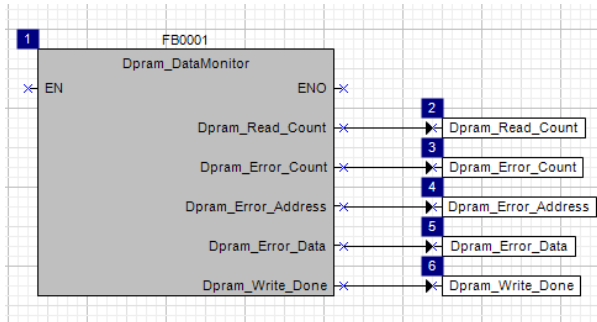 1
FB0001
Dpram_DataMonitor
EN ENO
2
Dpram_Read_Count Dpram_Read_Count
3
Dpram_Error_Count Dpram_Error_Count
4
Dpram_Error_Address Dpram_Error_Address
5
Dpram_Error_Data Dpram_Error_Data
6
Dpram_Write_Done Dpram_Write_Done